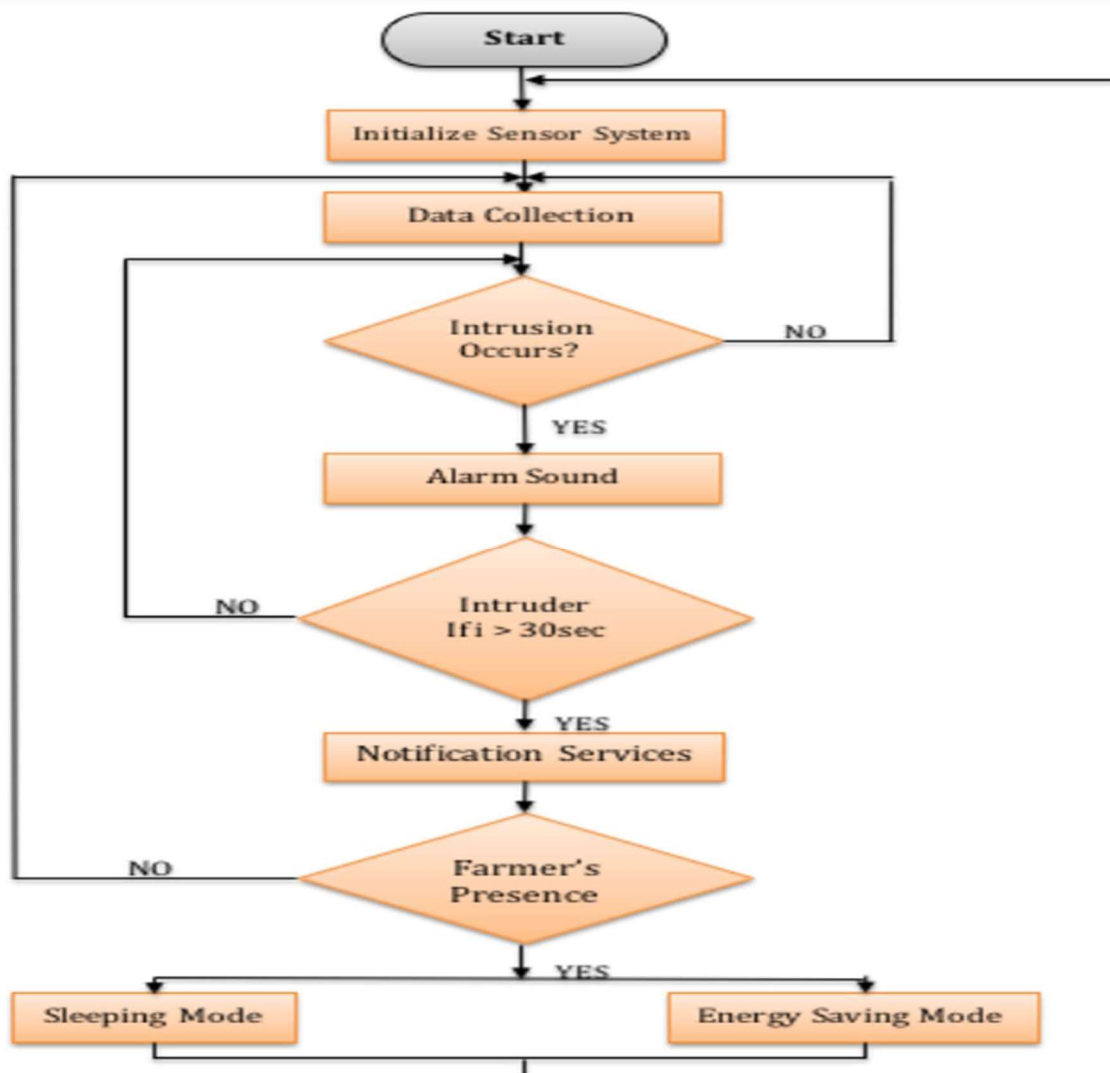 Start
Initialize Sensor System
Data Collection
Intrusion
Occurs?
NO
YES
Alarm Sound
Intruder
If i > 30sec
NO
YES
Notification Services
Farmer's
Presence
NO
YES
Sleeping Mode
Energy Saving Mode